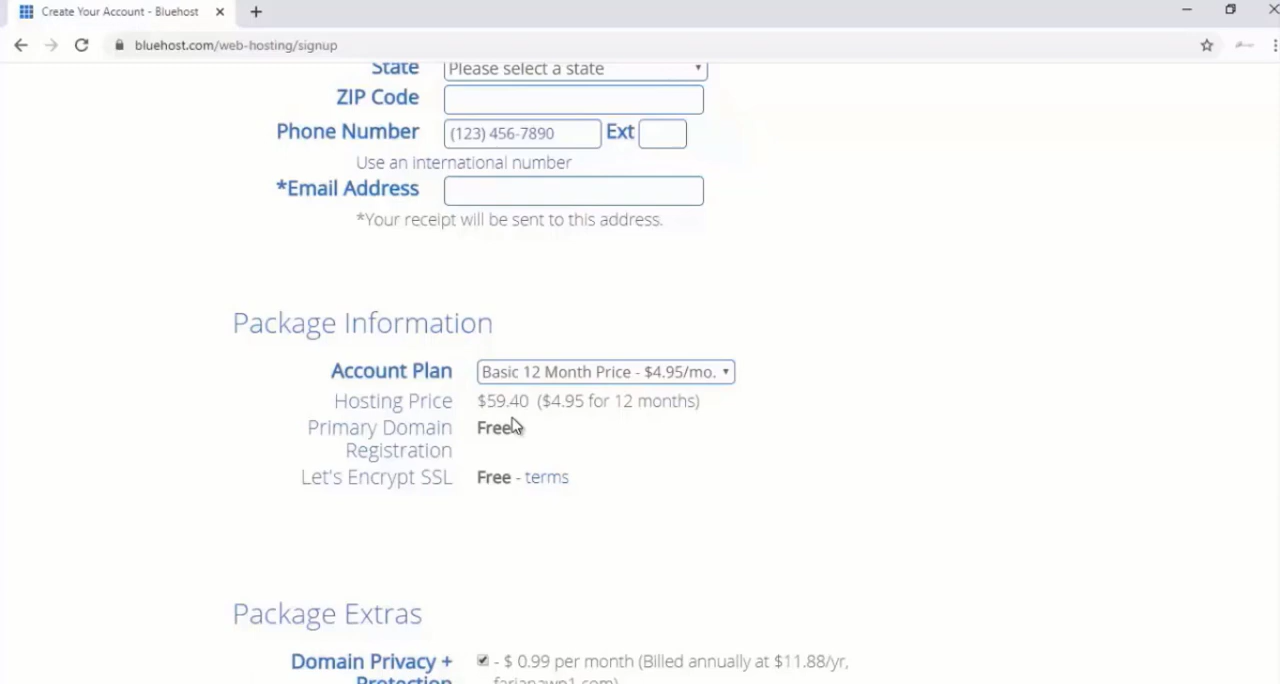 Create Your Account - Bluehost
bluehost.com/web-hosting/signup
State Please select a state
ZIP Code
Phone Number (123) 456-7890 Ext
Use an international number
*Email Address
*Your receipt will be sent to this address.
Package Information
Account Plan Basic 12 Month Price - $4.95/mo.
Hosting Price $59.40 ($4.95 for 12 months)
Primary Domain Free
Registration
Let's Encrypt SSL Free - terms
Package Extras
Domain Privacy + - $ 0.99 per month (Billed annually at $11.88/yr,
Protection